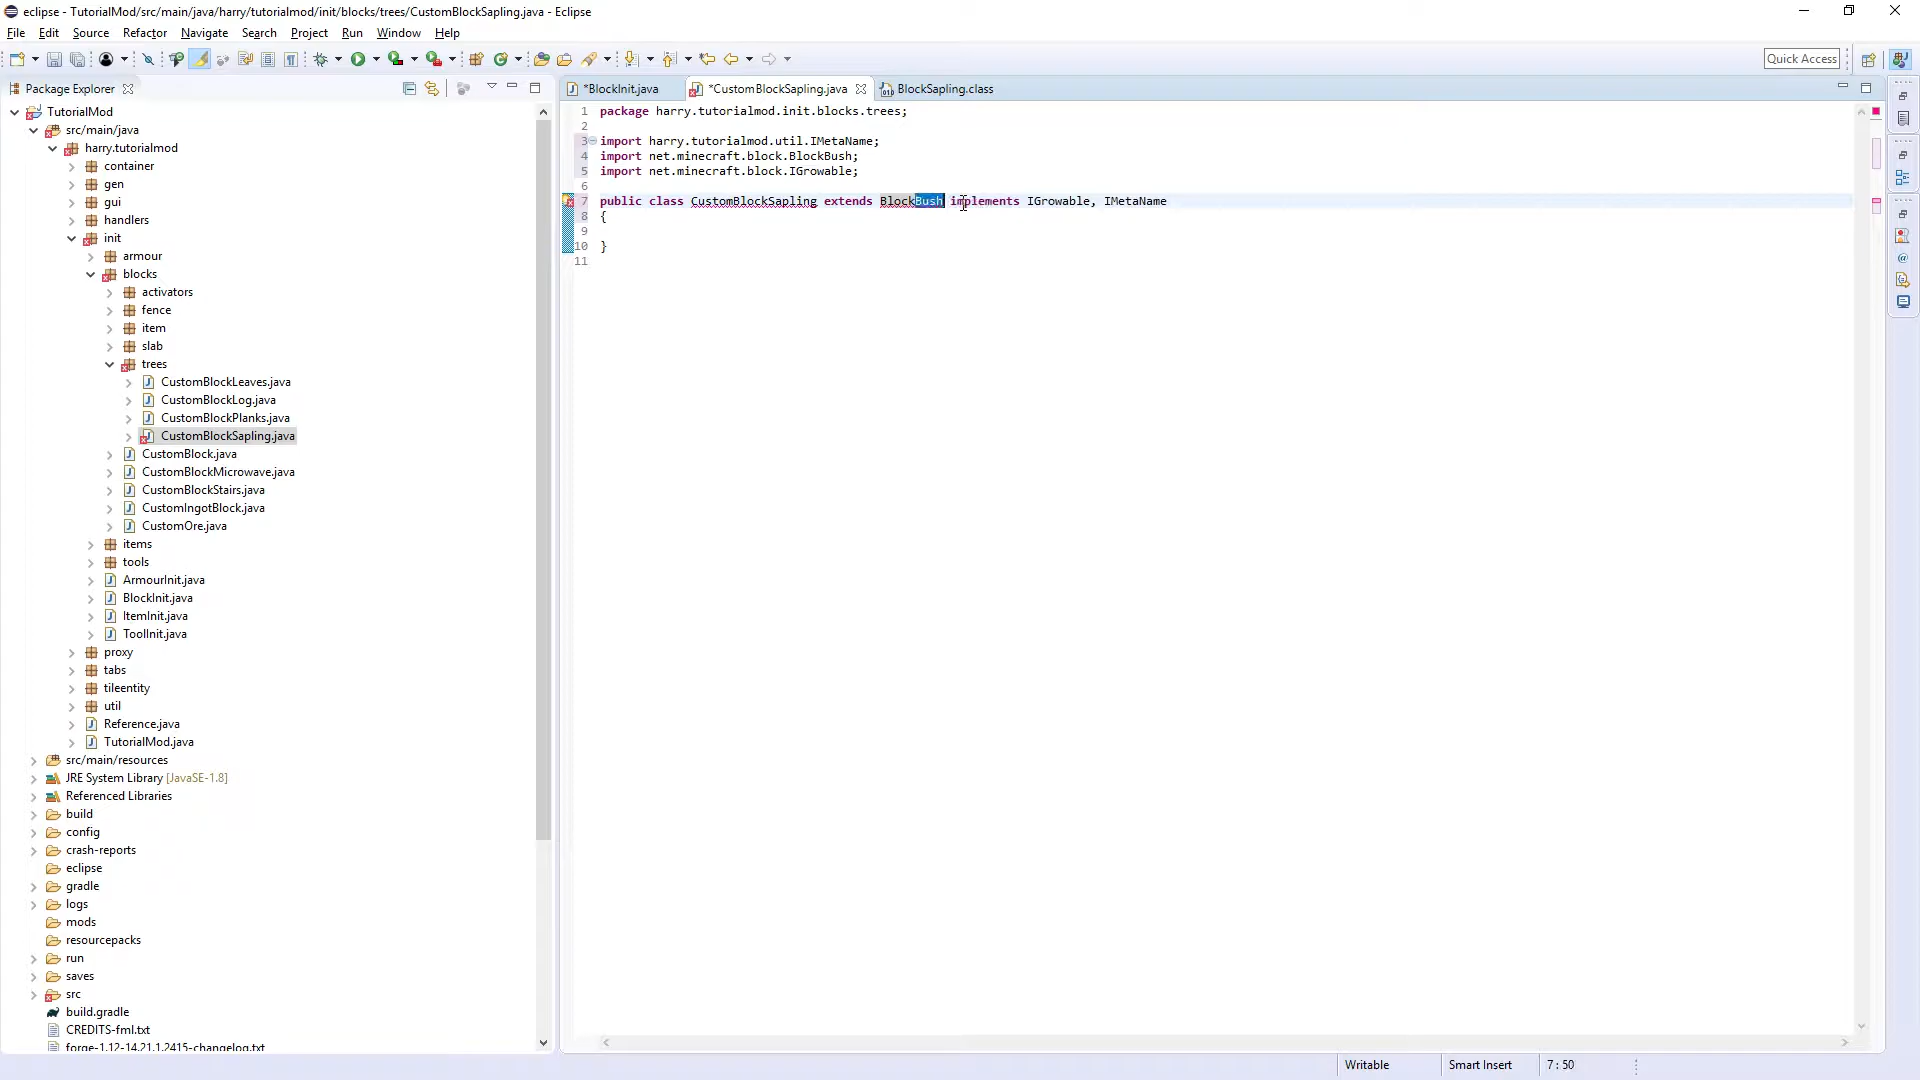 eclipse - TutorialMod/src/main/java/harry/tutorialmod/init/blocks/trees/CustomBlockSapling.java - Eclipse
File Edit Source Refactor Navigate Search Project Run Window Help
Quick Access
Package Explorer
*BlockInit.java
*CustomBlockSapling.java
BlockSapling.class
TutorialMod
src/main/java
harry.tutorialmod
container
gen
gui
handlers
init
armour
blocks
activators
fence
item
slab
trees
CustomBlockLeaves.java
CustomBlockLog.java
CustomBlockPlanks.java
CustomBlockSapling.java
CustomBlock.java
CustomBlockMicrowave.java
CustomBlockStairs.java
CustomIngotBlock.java
CustomOre.java
items
tools
ArmourInit.java
BlockInit.java
ItemInit.java
ToolInit.java
proxy
tabs
tileentity
util
Reference.java
TutorialMod.java
src/main/resources
JRE System Library [JavaSE-1.8]
Referenced Libraries
build
config
crash-reports
eclipse
gradle
logs
mods
resourcepacks
run
saves
src
build.gradle
CREDITS-fml.txt
forge-1.12-14.21.1.2415-changelog.txt
1 package harry.tutorialmod.init.blocks.trees;
2
3 import harry.tutorialmod.util.IMetaName;
4 import net.minecraft.block.BlockBush;
5 import net.minecraft.block.IGrowable;
6
7 public class CustomBlockSapling extends BlockBush implements IGrowable, IMetaName
8 {
9
10 }
11
Writable
Smart Insert
7 : 50